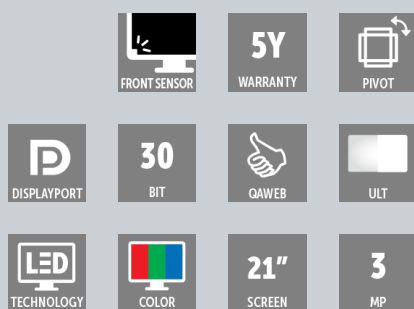 FRONT SENSOR
5Y
WARRANTY
PIVOT
DISPLAYPORT
30
BIT
QAWEB
ULT
LED
TECHNOLOGY
COLOR
21"
SCREEN
3
MP